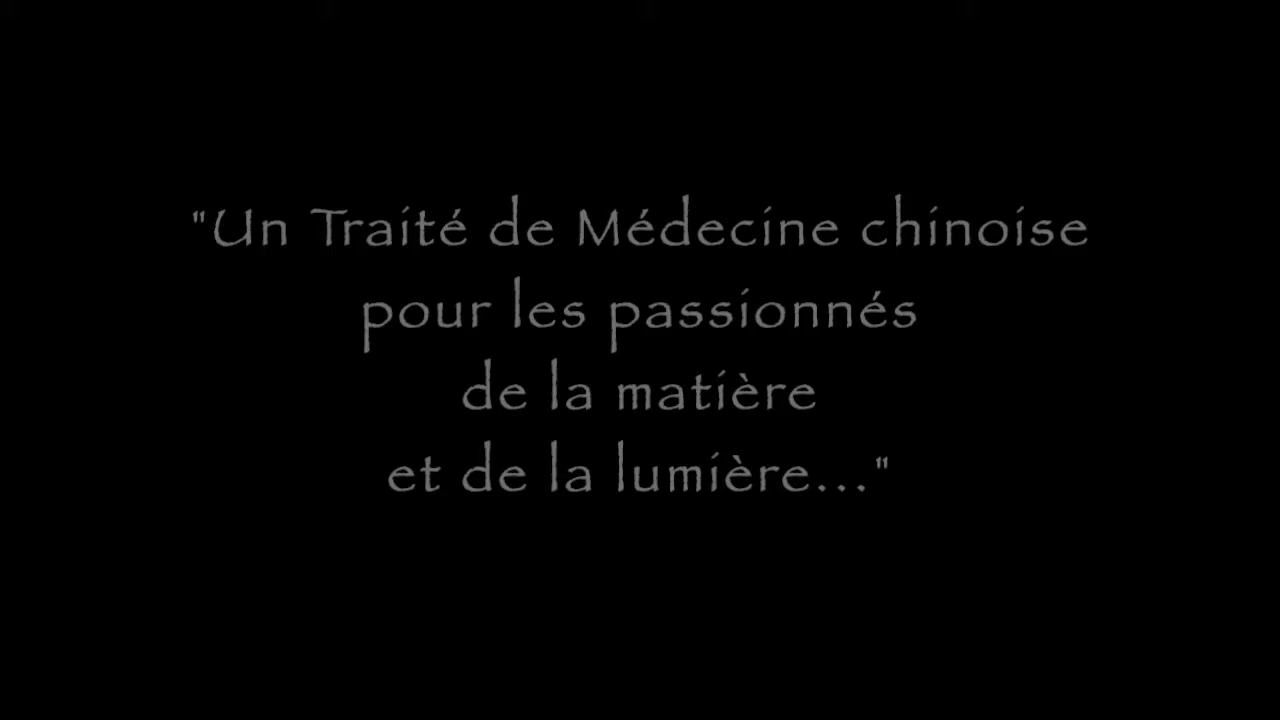 "Un Traité de Médecine chinoise
pour les passionnés
de la matière
et de la lumière..."